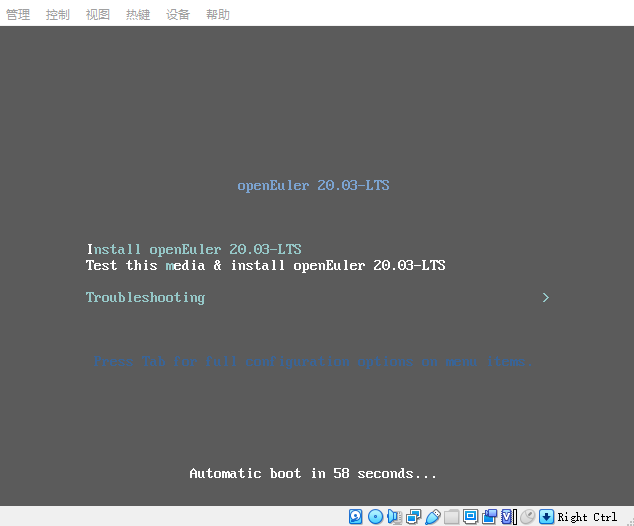 管理 控制 视图 热键 设备 帮助
openEuler 20.03-LTS
Install openEuler 20.03-LTS
Test this media & install openEuler 20.03-LTS
Troubleshooting >
Press Tab for full configuration options on menu items.
Automatic boot in 58 seconds...
Right Ctrl